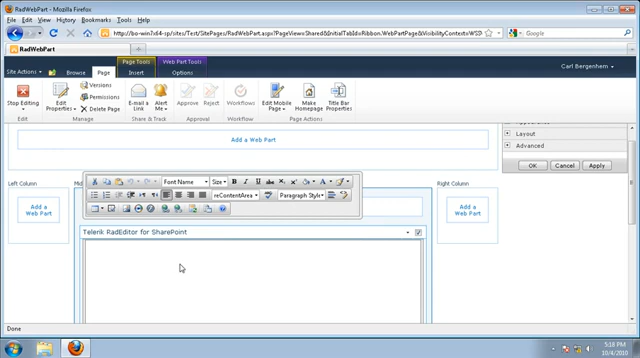 RadWebPart - Mozilla Firefox
File Edit View History Bookmarks Tools Help
http://bo-win7x64-sp/sites/Test/SitePages/RadWebPart.aspx?PageView=Shared&InitialTabId=Ribbon.WebPartPage&VisibilityContext=WSS
RadWebPart
Page Tools Web Part Tools
Site Actions Browse Page Insert Options Carl Bergenhem
Stop Editing
Edit Properties
Versions
Permissions
Delete Page
E-mail a Link
Alert Me
Approve Reject
Workflows
Edit Mobile Page
Make Homepage
Title Bar Properties
Edit Manage Share & Track Approval Workflow Page Actions
Add a Web Part
Layout
Advanced
OK Cancel Apply
Left Column
Right Column
Add a Web Part
Add a Web Part
Font Name Size B I U abc
reContentArea Paragraph Style
Telerik RadEditor for SharePoint
Done
5:18 PM
10/4/2010